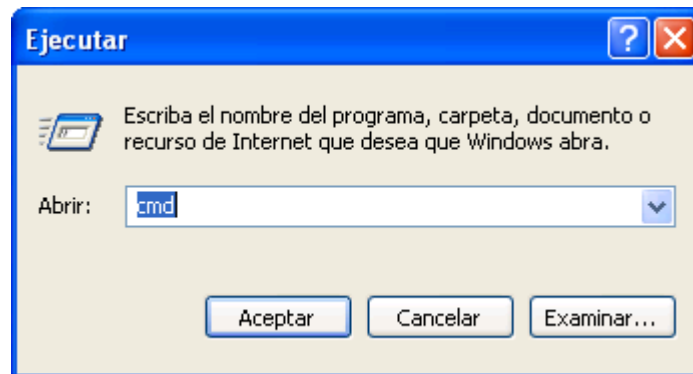 Ejecutar
Escriba el nombre del programa, carpeta, documento o
recurso de Internet que desea que Windows abra.
Abrir: cmd
Aceptar Cancelar Examinar...